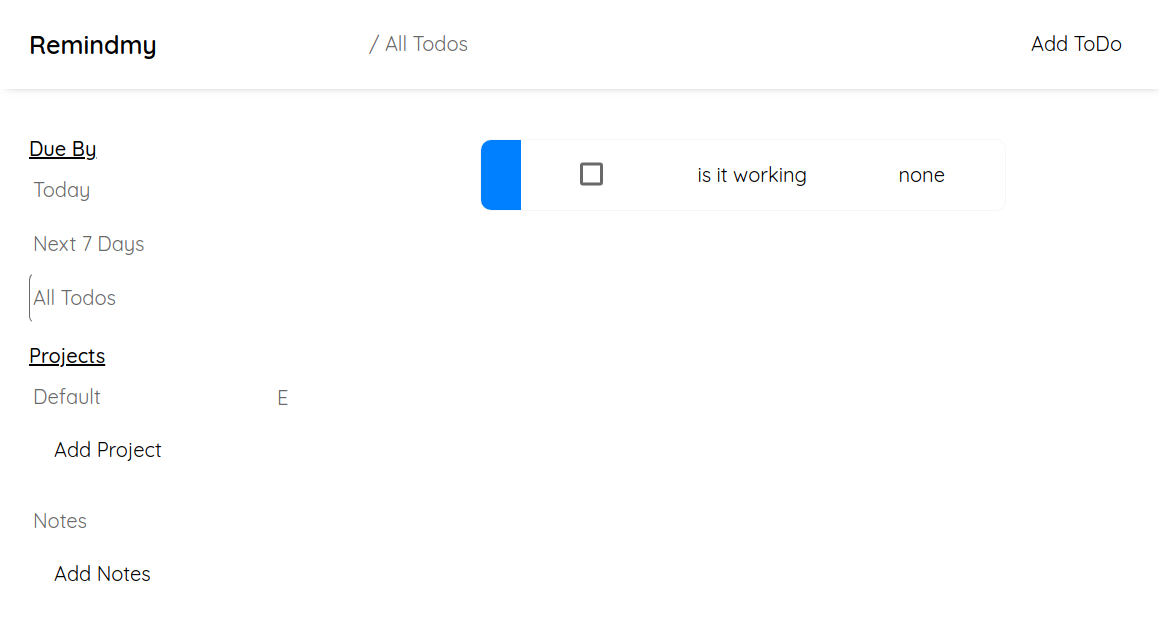 Remindmy
/ All Todos
Add ToDo
Due By
Today
Next 7 Days
All Todos
Projects
Default E
Add Project
Notes
Add Notes
is it working none